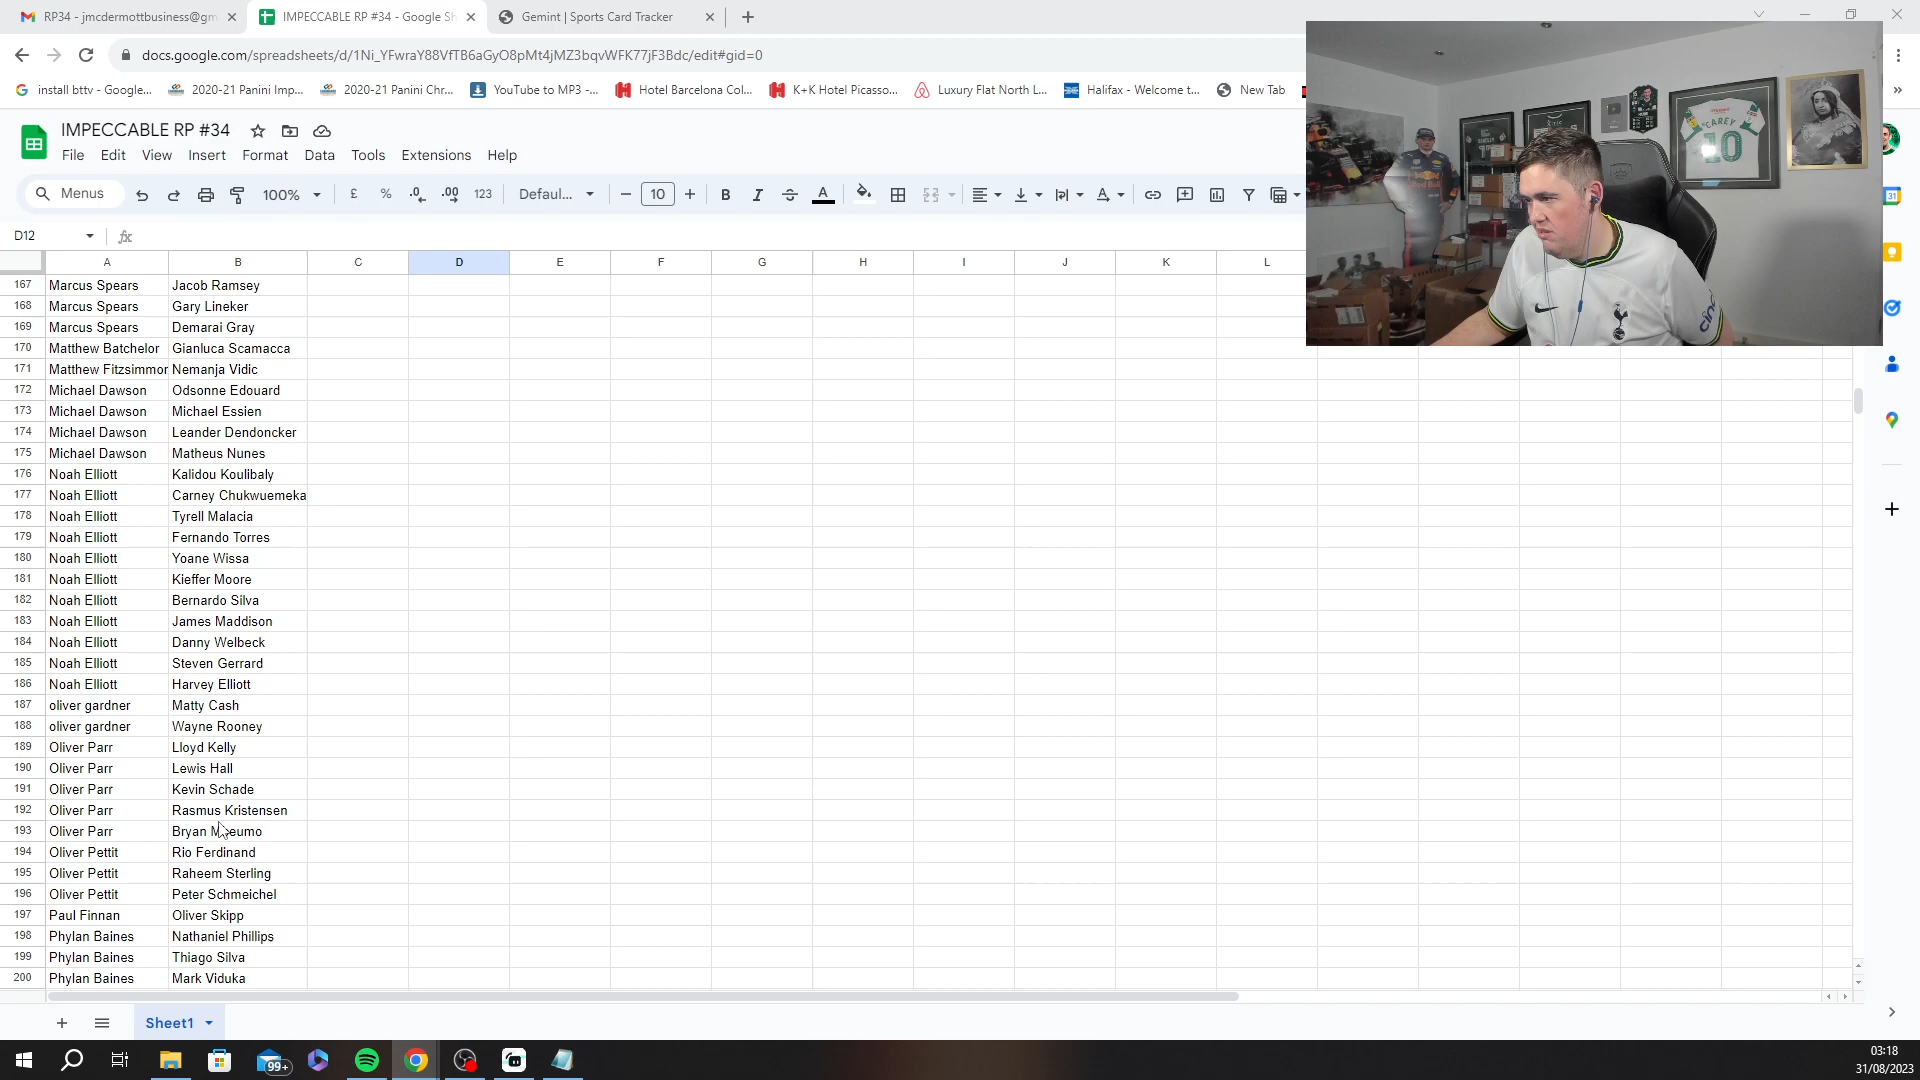 RP34 - jmcdermottbusiness@gm
IMPECCABLE RP #34 - Google Sh
Gemint | Sports Card Tracker
docs.google.com/spreadsheets/d/1Ni_YFwraY88VfTB6aGyO8pMt4jMZ3bqvWFK77jF3Bdc/edit#gid=0
install bttv - Google...
2020-21 Panini Imp...
2020-21 Panini Chr...
YouTube to MP3 -...
Hotel Barcelona Col...
K+K Hotel Picasso...
Luxury Flat North L...
Halifax - Welcome t...
New Tab
IMPECCABLE RP #34
File Edit View Insert Format Data Tools Extensions Help
Menus 100% £ % .0 .00 123 Defaul... 10 B I A
D12
A B C D E F G H I J K L
167 Marcus Spears Jacob Ramsey
168 Marcus Spears Gary Lineker
169 Marcus Spears Demarai Gray
170 Matthew Batchelor Gianluca Scamacca
171 Matthew Fitzsimmor Nemanja Vidic
172 Michael Dawson Odsonne Edouard
173 Michael Dawson Michael Essien
174 Michael Dawson Leander Dendoncker
175 Michael Dawson Matheus Nunes
176 Noah Elliott Kalidou Koulibaly
177 Noah Elliott Carney Chukwuemeka
178 Noah Elliott Tyrell Malacia
179 Noah Elliott Fernando Torres
180 Noah Elliott Yoane Wissa
181 Noah Elliott Kieffer Moore
182 Noah Elliott Bernardo Silva
183 Noah Elliott James Maddison
184 Noah Elliott Danny Welbeck
185 Noah Elliott Steven Gerrard
186 Noah Elliott Harvey Elliott
187 oliver gardner Matty Cash
188 oliver gardner Wayne Rooney
189 Oliver Parr Lloyd Kelly
190 Oliver Parr Lewis Hall
191 Oliver Parr Kevin Schade
192 Oliver Parr Rasmus Kristensen
193 Oliver Parr Bryan Mbeumo
194 Oliver Pettit Rio Ferdinand
195 Oliver Pettit Raheem Sterling
196 Oliver Pettit Peter Schmeichel
197 Paul Finnan Oliver Skipp
198 Phylan Baines Nathaniel Phillips
199 Phylan Baines Thiago Silva
200 Phylan Baines Mark Viduka
CAREY
10
Sheet1
99+
03:18
31/08/2023